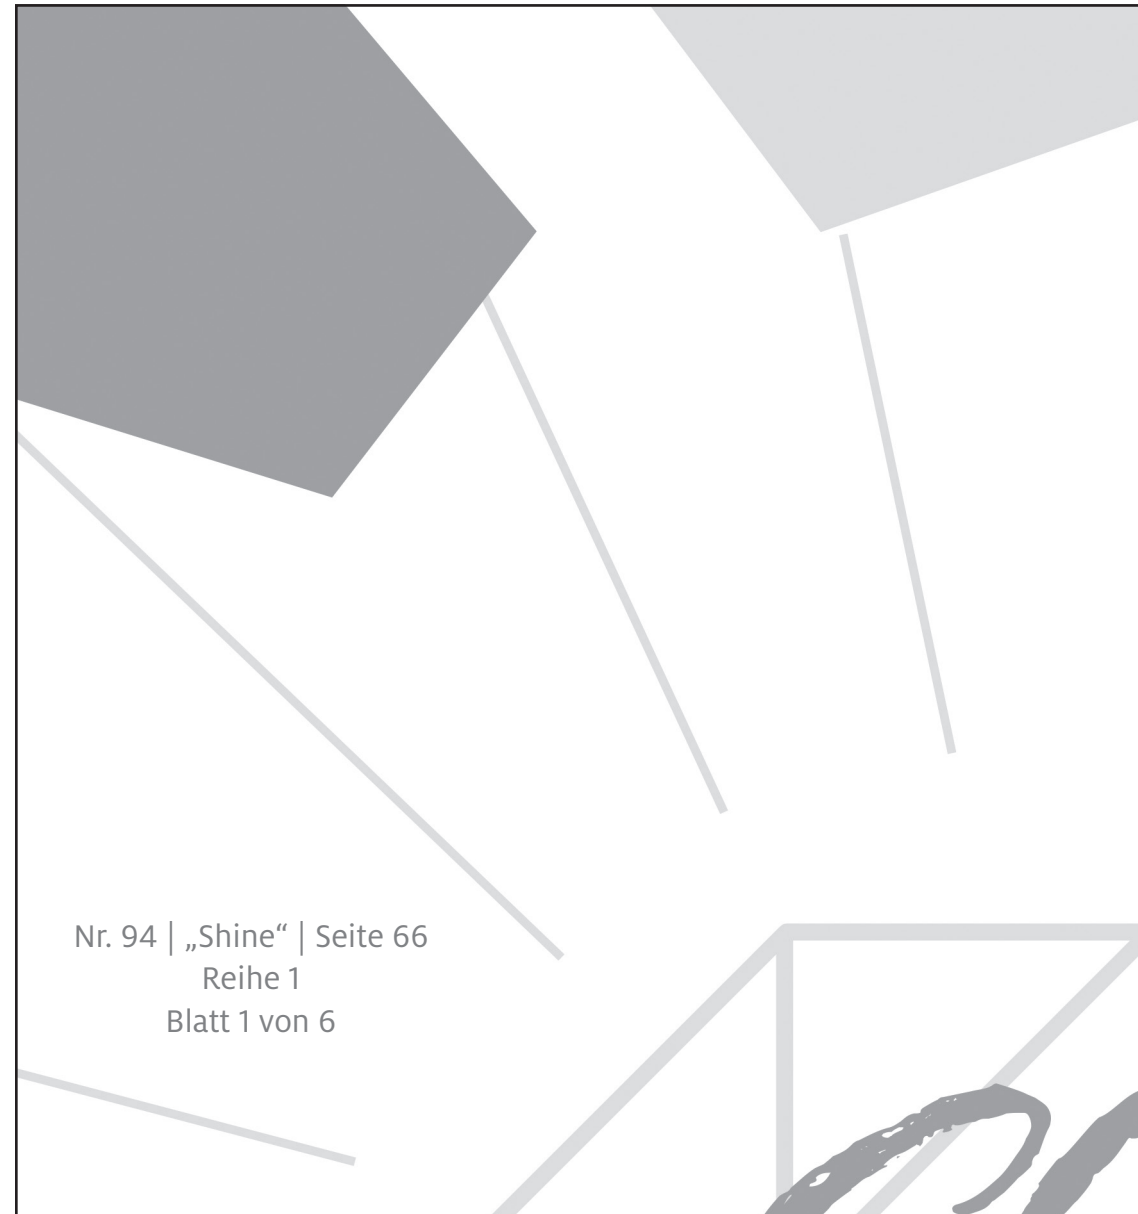 Nr. 94 | „Shine“ | Seite 66
Reihe 1
Blatt 1 von 6